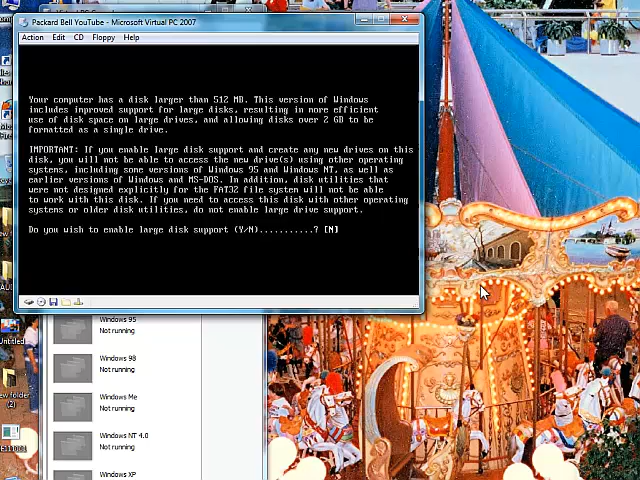 Packard Bell YouTube - Microsoft Virtual PC 2007
Action Edit CD Floppy Help
Your computer has a disk larger than 512 MB. This version of Windows
includes improved support for large disks, resulting in more efficient
use of disk space on large drives, and allowing disks over 2 GB to be
formatted as a single drive.
IMPORTANT: If you enable large disk support and create any new drives on this
disk, you will not be able to access the new drive(s) using other operating
systems, including some versions of Windows 95 and Windows NT, as well as
earlier versions of Windows and MS-DOS. In addition, disk utilities that
were not designed explicitly for the FAT32 file system will not be able
to work with this disk. If you need to access this disk with other operating
systems or older disk utilities, do not enable large drive support.
Do you wish to enable large disk support (Y/N)...........? [N]
Windows 95
Not running
Windows 98
Not running
Windows Me
Not running
Windows NT 4.0
Not running
Windows XP
Untitled
ew folder
(2)